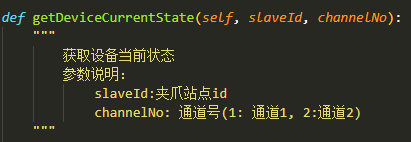 def getDeviceCurrentState(self, slaveId, channelNo):
"""
获取设备当前状态
参数说明:
slaveId:夹爪站点id
channelNo: 通道号(1: 通道1, 2:通道2)
"""